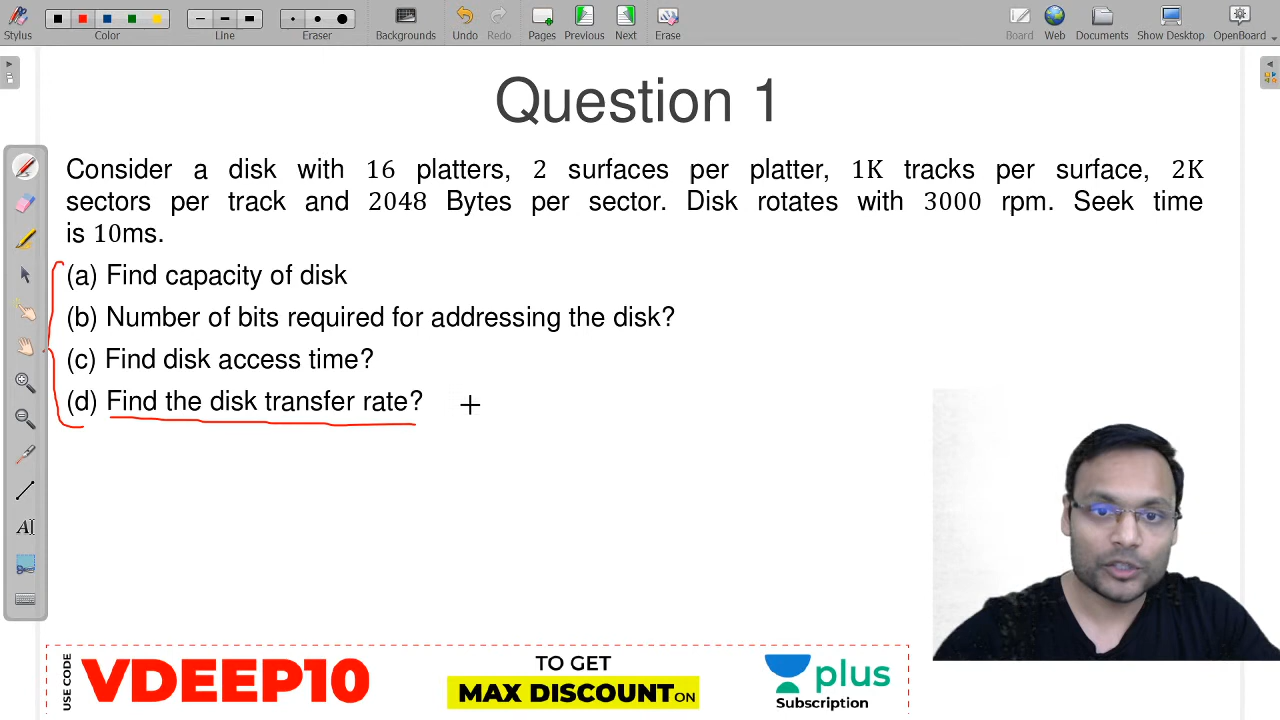 Color
Line
Eraser
Stylus
Backgrounds
Undo
Redo
Pages
Previous
Next
Erase
Board
Web
Documents
Show Desktop
OpenBoard
Question 1
Consider a disk with 16 platters, 2 surfaces per platter, 1K tracks per surface, 2K
sectors per track and 2048 Bytes per sector. Disk rotates with 3000 rpm. Seek time
is 10ms.
(a) Find capacity of disk
(b) Number of bits required for addressing the disk?
(c) Find disk access time?
(d) Find the disk transfer rate?
AI
USE CODE
VDEEP10
TO GET
MAX DISCOUNT ON
plus
Subscription